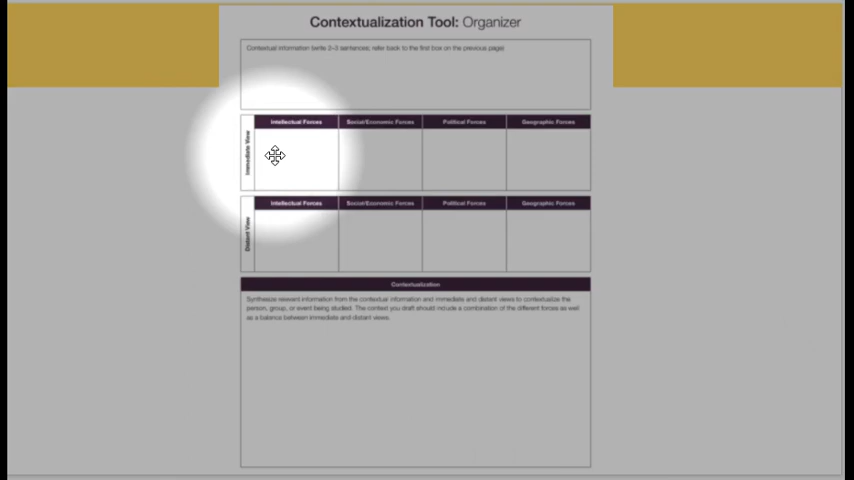 Contextualization Tool: Organizer
Contextual information (write 2–3 sentences; refer back to the first box on the previous page)
Intellectual Forces Social/Economic Forces Political Forces Geographic Forces
Immediate View
Intellectual Forces Social/Economic Forces Political Forces Geographic Forces
Distant View
Contextualization
Synthesize relevant information from the contextual information and immediate and distant views to contextualize the
person, group, or event being studied. The context you draft should include a combination of the different forces as well
as a balance between immediate and distant views.